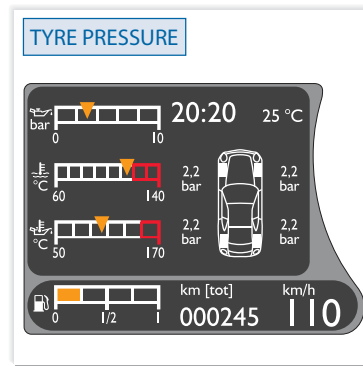 TYRE PRESSURE
bar
0 10
20:20 25 °C
°C
60 140
°C
50 170
2,2 bar
2,2 bar
2,2 bar
2,2 bar
0 1/2 1
km [tot]
000245
km/h
110